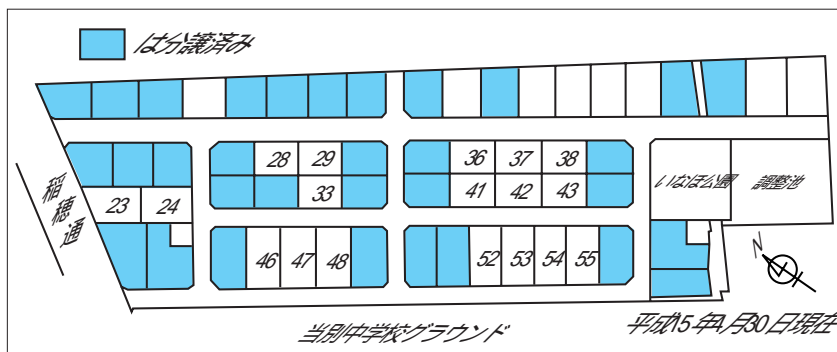 は分譲済み
28 29 36 37 38
33 41 42 43
いなほ公園 調整池
稲穂通
23 24
46 47 48 52 53 54 55
N
当別中学校グラウンド
平成15年4月30日現在